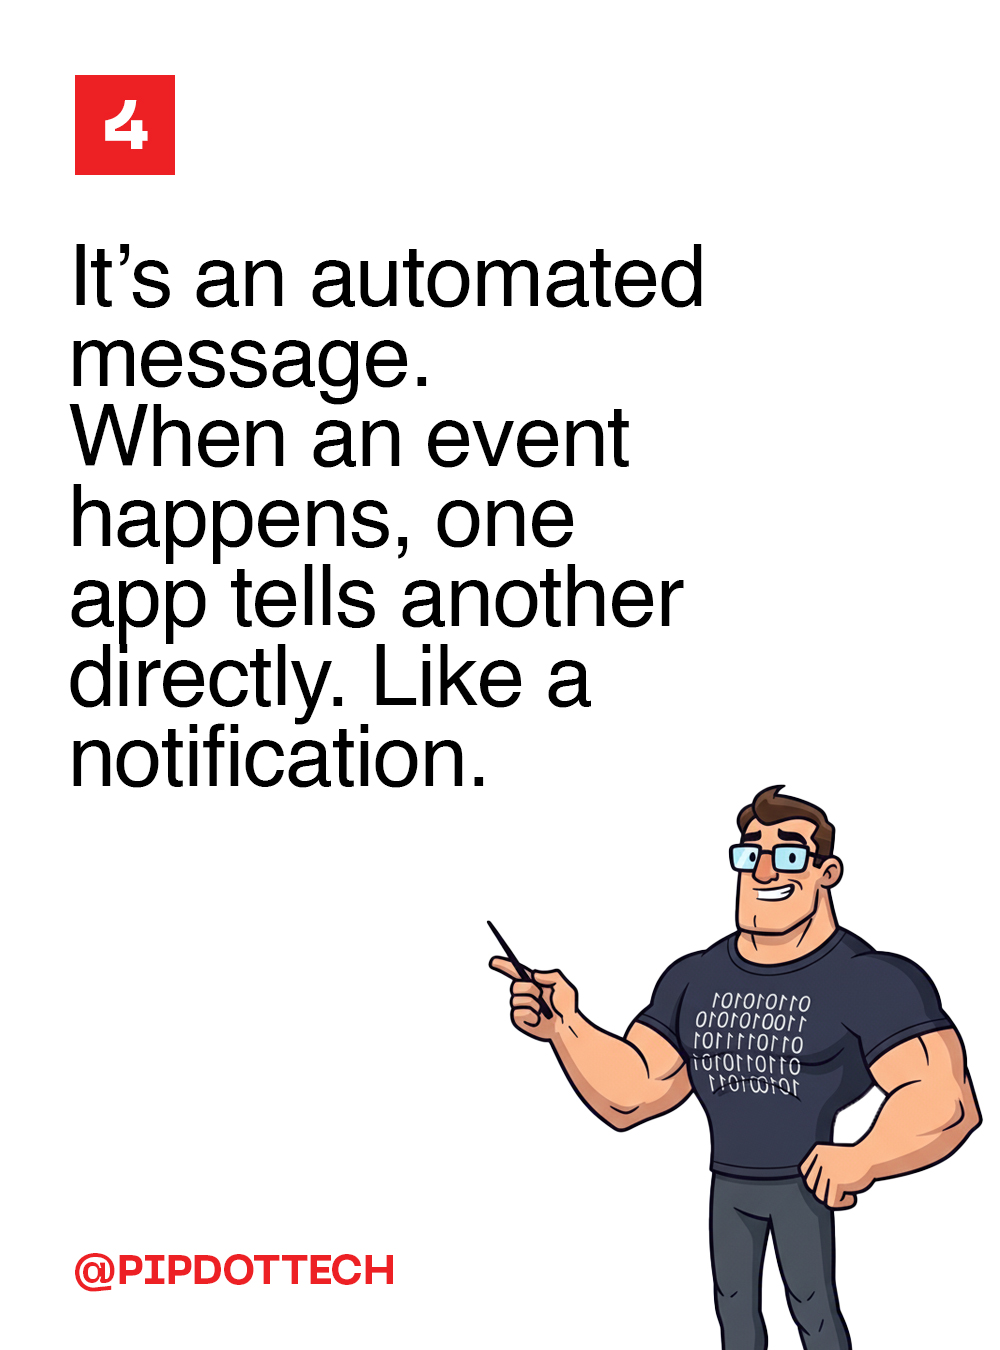 4
It’s an automated
message.
When an event
happens, one
app tells another
directly. Like a
notification.
@PIPDOTTECH